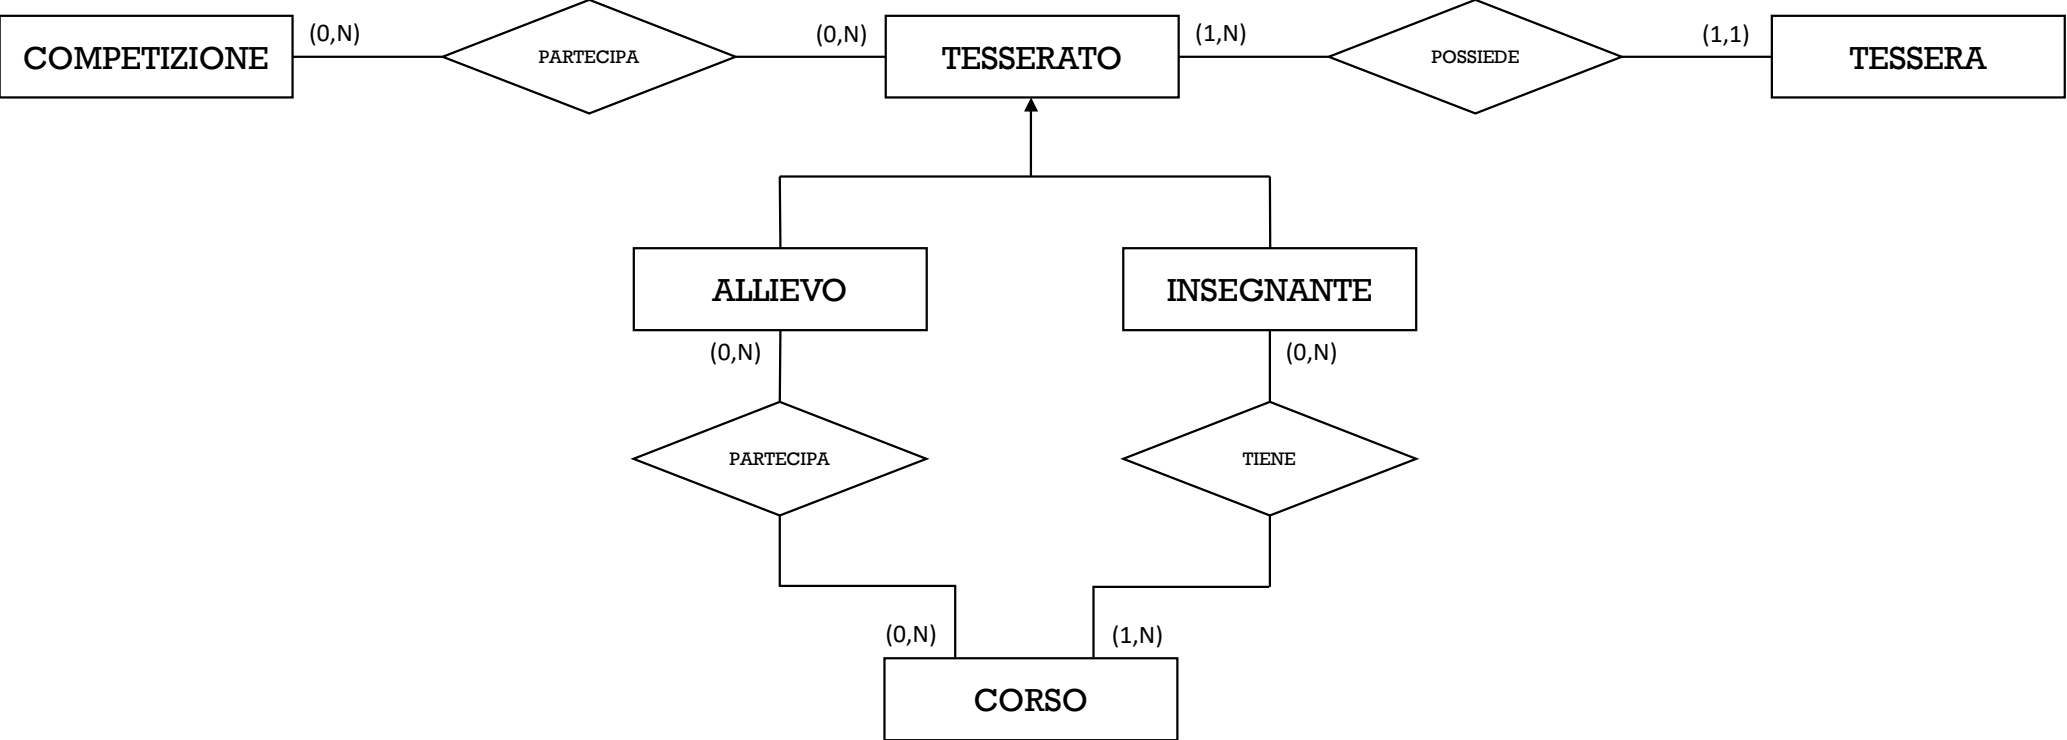 COMPETIZIONE
(0,N)
PARTECIPA
(0,N)
TESSERATO
(1,N)
POSSIEDE
(1,1)
TESSERA
ALLIEVO
INSEGNANTE
(0,N)
(0,N)
PARTECIPA
TIENE
(0,N)
(1,N)
CORSO